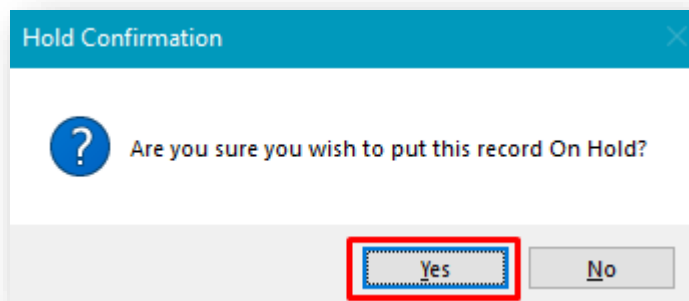 Hold Confirmation
Are you sure you wish to put this record On Hold?
Yes No